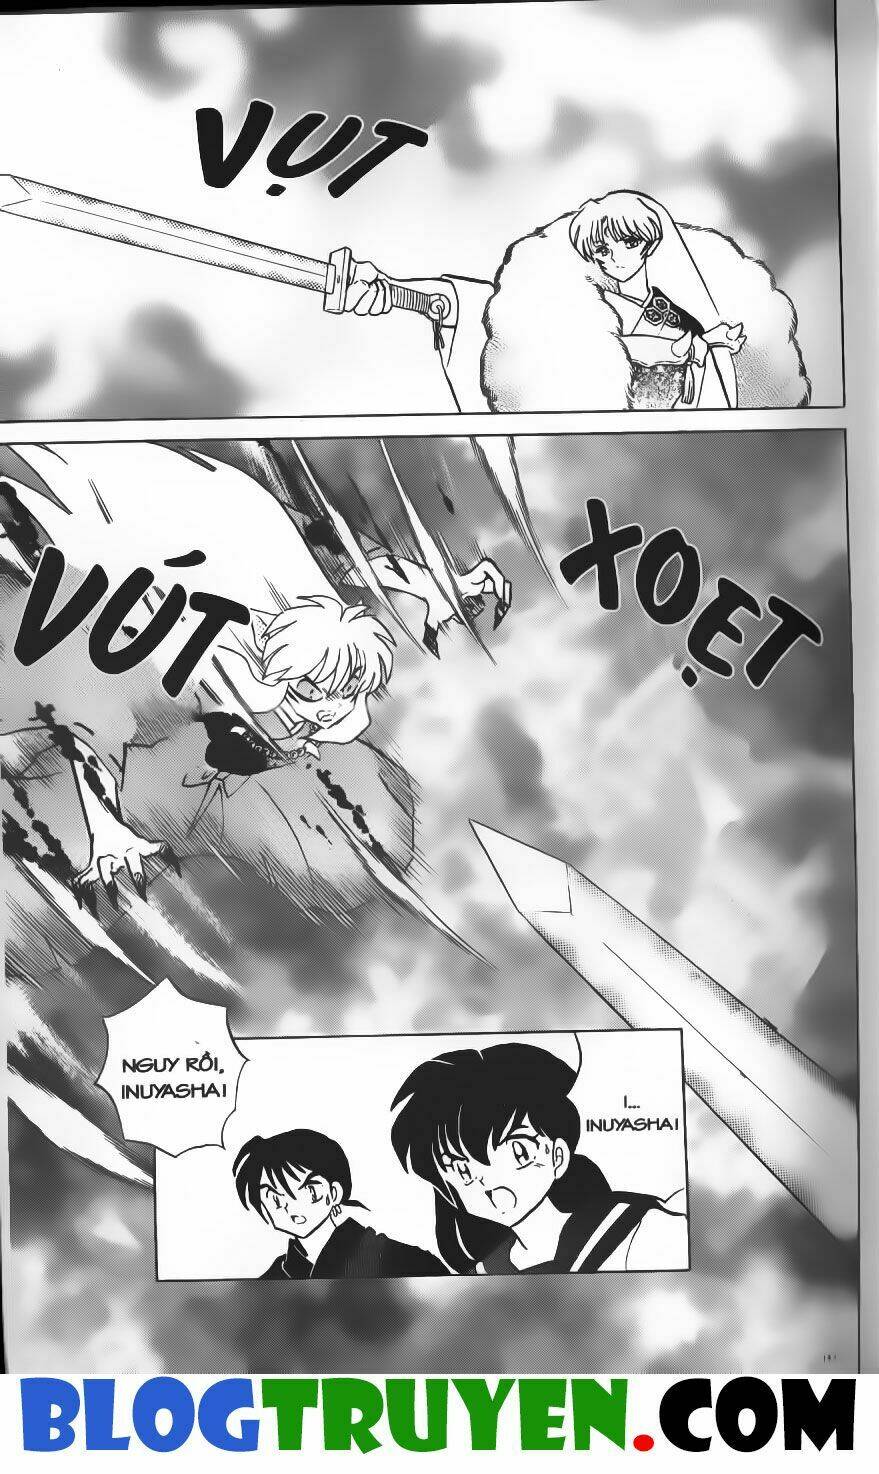 VỤT
XOẸT
VÚT
NGUY RỒI,
INUYASHA!
I...
INUYASHA!
BLOGTRUYEN.COM